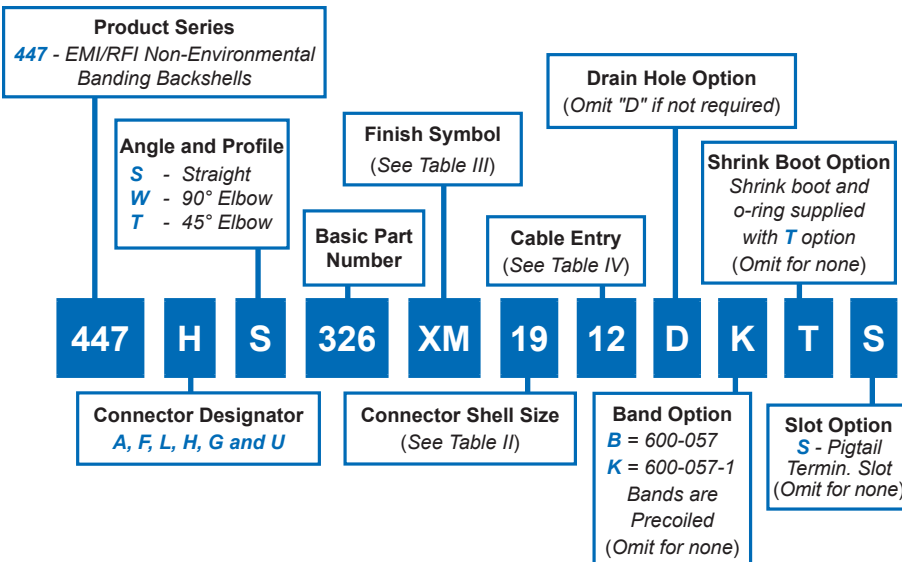 Product Series
447 - EMI/RFI Non-Environmental
Banding Backshells
Angle and Profile
S - Straight
W - 90° Elbow
T - 45° Elbow
Basic Part
Number
Finish Symbol
(See Table III)
Cable Entry
(See Table IV)
Drain Hole Option
(Omit "D" if not required)
Shrink Boot Option
Shrink boot and
o-ring supplied
with T option
(Omit for none)
447 H S 326 XM 19 12 D K T S
Connector Designator
A, F, L, H, G and U
Connector Shell Size
(See Table II)
Band Option
B = 600-057
K = 600-057-1
Bands are
Precoiled
(Omit for none)
Slot Option
S - Pigtail
Termin. Slot
(Omit for none)